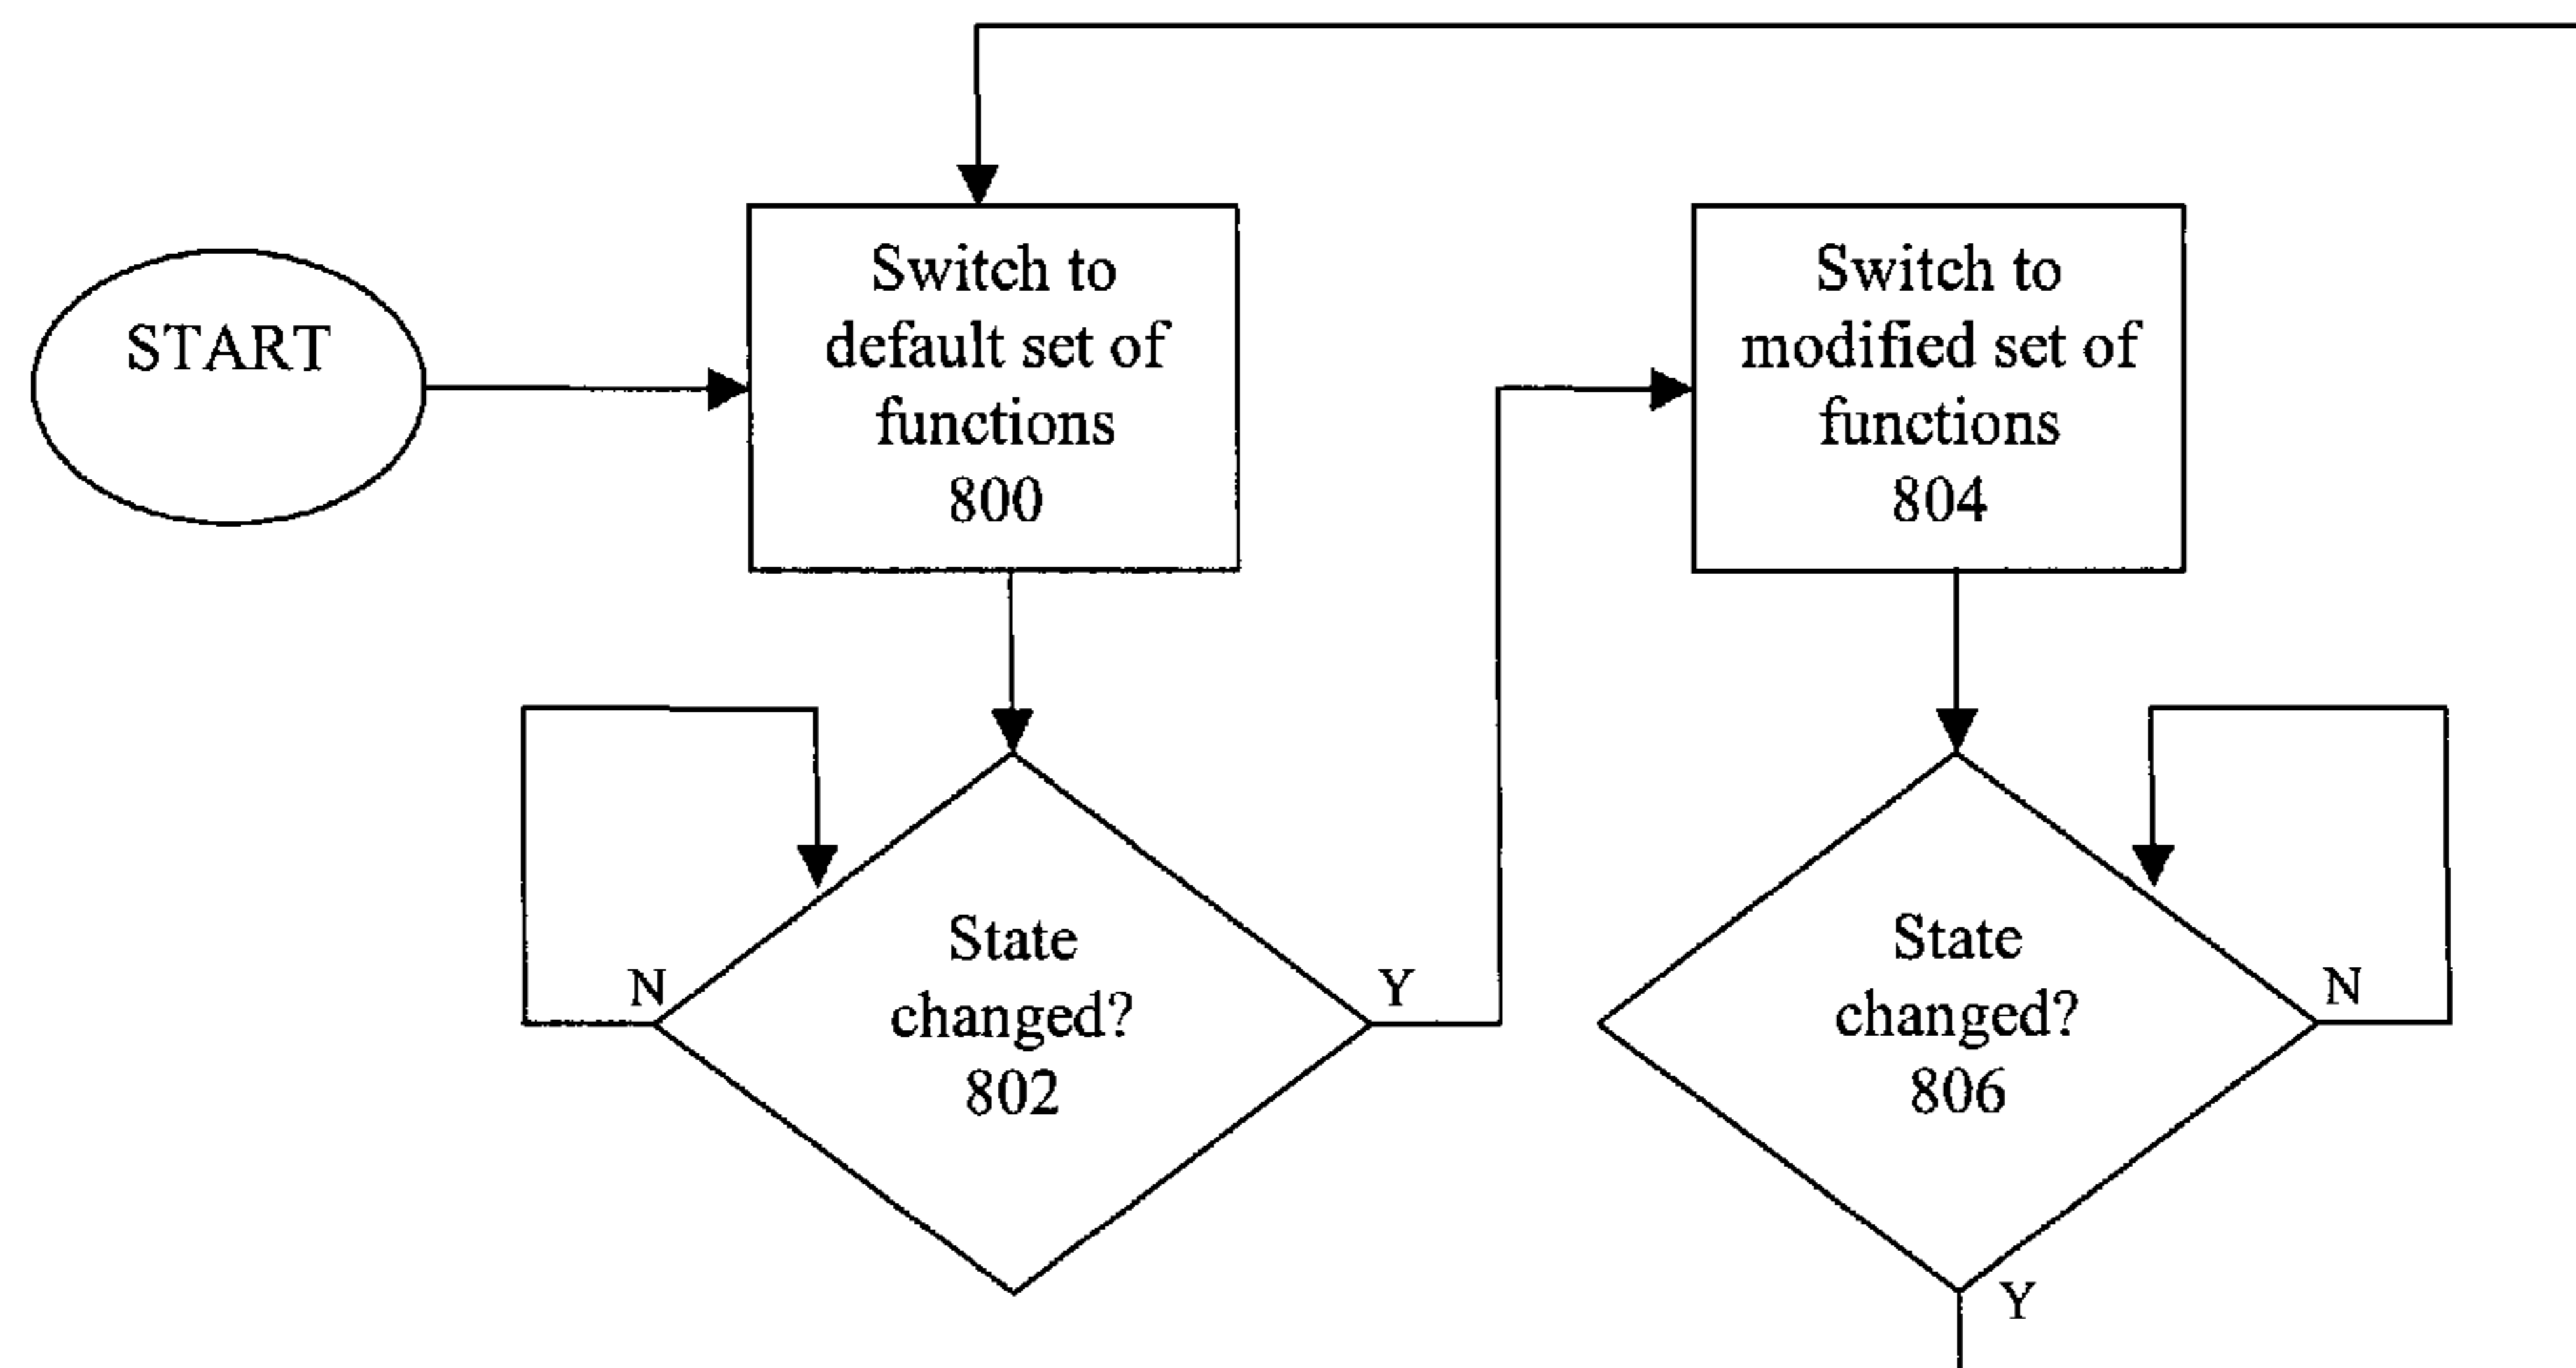 START
Switch to
default set of
functions
800
Switch to
modified set of
functions
804
State
changed?
802
N
Y
State
changed?
806
N
Y